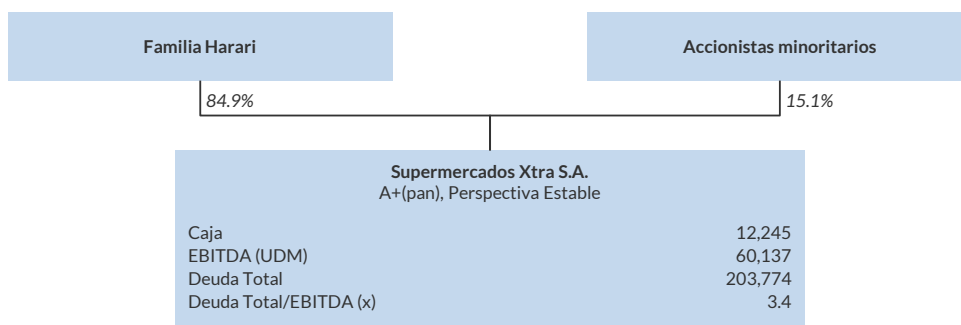 Familia Harari
Accionistas minoritarios
84.9%
15.1%
Supermercados Xtra S.A.
A+(pan), Perspectiva Estable
Caja 12,245
EBITDA (UDM) 60,137
Deuda Total 203,774
Deuda Total/EBITDA (x) 3.4